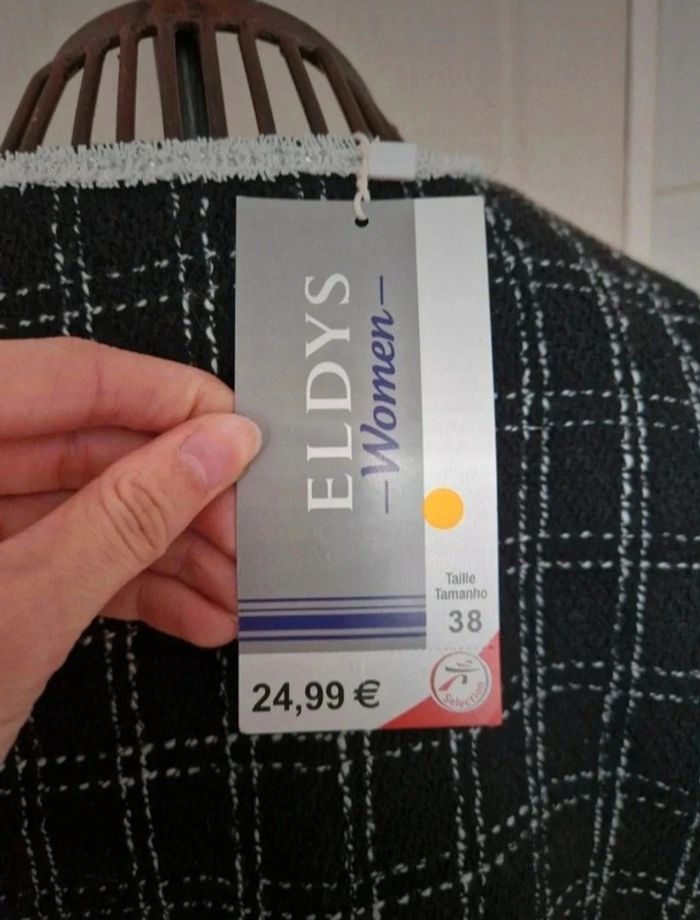 ELDYS
Women
Taille
Tamanho
38
24,99 €
Selection